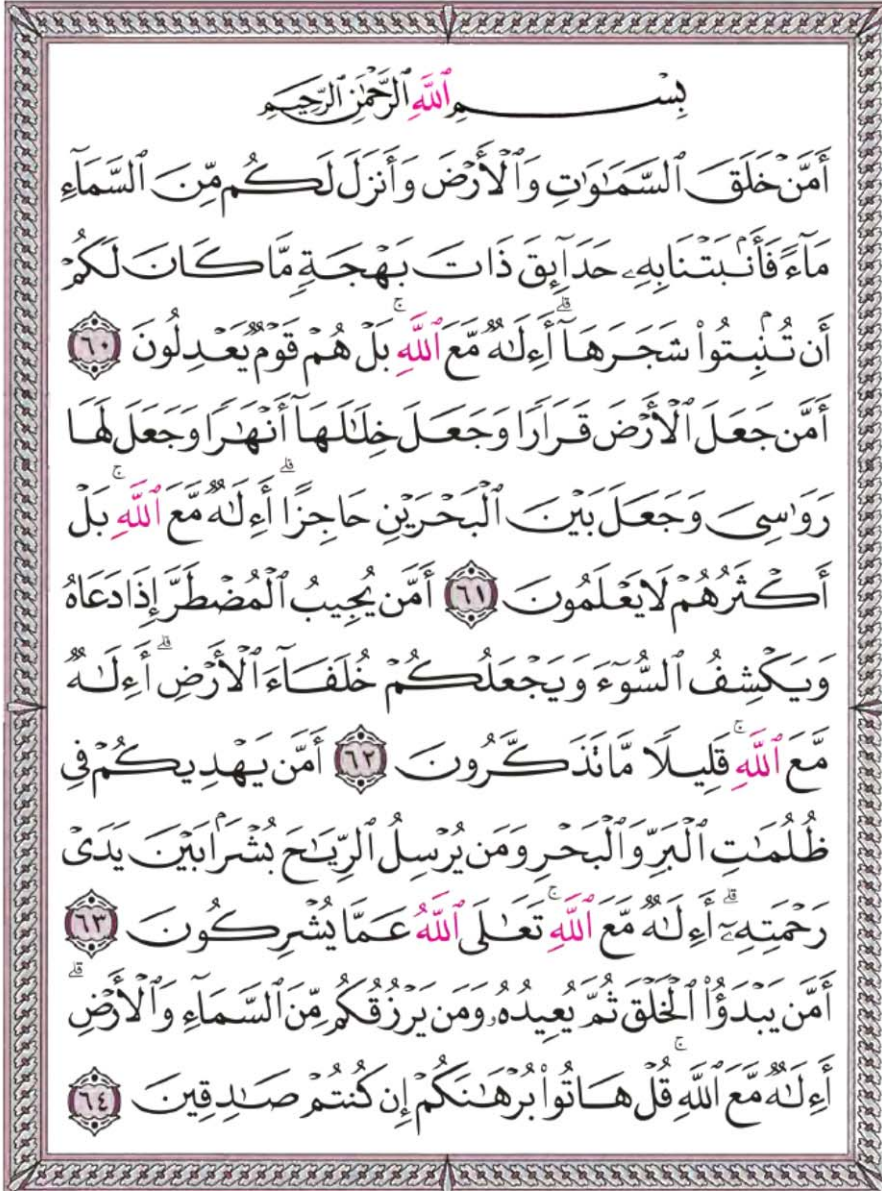 بِسْمِ ٱللَّهِ ٱلرَّحْمَٰنِ ٱلرَّحِيمِ
أَمَّنْ خَلَقَ ٱلسَّمَٰوَٰتِ وَٱلْأَرْضَ وَأَنزَلَ لَكُم مِّنَ ٱلسَّمَآءِ
مَآءً فَأَنۢبَتْنَا بِهِۦ حَدَآئِقَ ذَاتَ بَهْجَةٍ مَّا كَانَ لَكُمْ
أَن تُنۢبِتُوا۟ شَجَرَهَآ ۗ أَءِلَٰهٌ مَّعَ ٱللَّهِ ۚ بَلْ هُمْ قَوْمٌ يَعْدِلُونَ ٦٠
أَمَّن جَعَلَ ٱلْأَرْضَ قَرَارًا وَجَعَلَ خِلَٰلَهَآ أَنْهَٰرًا وَجَعَلَ لَهَا
رَوَٰسِىَ وَجَعَلَ بَيْنَ ٱلْبَحْرَيْنِ حَاجِزًا ۗ أَءِلَٰهٌ مَّعَ ٱللَّهِ ۚ بَلْ
أَكْثَرُهُمْ لَا يَعْلَمُونَ ٦١ أَمَّن يُجِيبُ ٱلْمُضْطَرَّ إِذَا دَعَاهُ
وَيَكْشِفُ ٱلسُّوٓءَ وَيَجْعَلُكُمْ خُلَفَآءَ ٱلْأَرْضِ ۗ أَءِلَٰهٌ
مَّعَ ٱللَّهِ ۚ قَلِيلًا مَّا تَذَكَّرُونَ ٦٢ أَمَّن يَهْدِيكُمْ فِى
ظُلُمَٰتِ ٱلْبَرِّ وَٱلْبَحْرِ وَمَن يُرْسِلُ ٱلرِّيَٰحَ بُشْرًۢا بَيْنَ يَدَىْ
رَحْمَتِهِۦٓ ۗ أَءِلَٰهٌ مَّعَ ٱللَّهِ ۚ تَعَٰلَى ٱللَّهُ عَمَّا يُشْرِكُونَ ٦٣
أَمَّن يَبْدَؤُا۟ ٱلْخَلْقَ ثُمَّ يُعِيدُهُۥ وَمَن يَرْزُقُكُم مِّنَ ٱلسَّمَآءِ وَٱلْأَرْضِ ۗ
أَءِلَٰهٌ مَّعَ ٱللَّهِ ۚ قُلْ هَاتُوا۟ بُرْهَٰنَكُمْ إِن كُنتُمْ صَٰدِقِينَ ٦٤